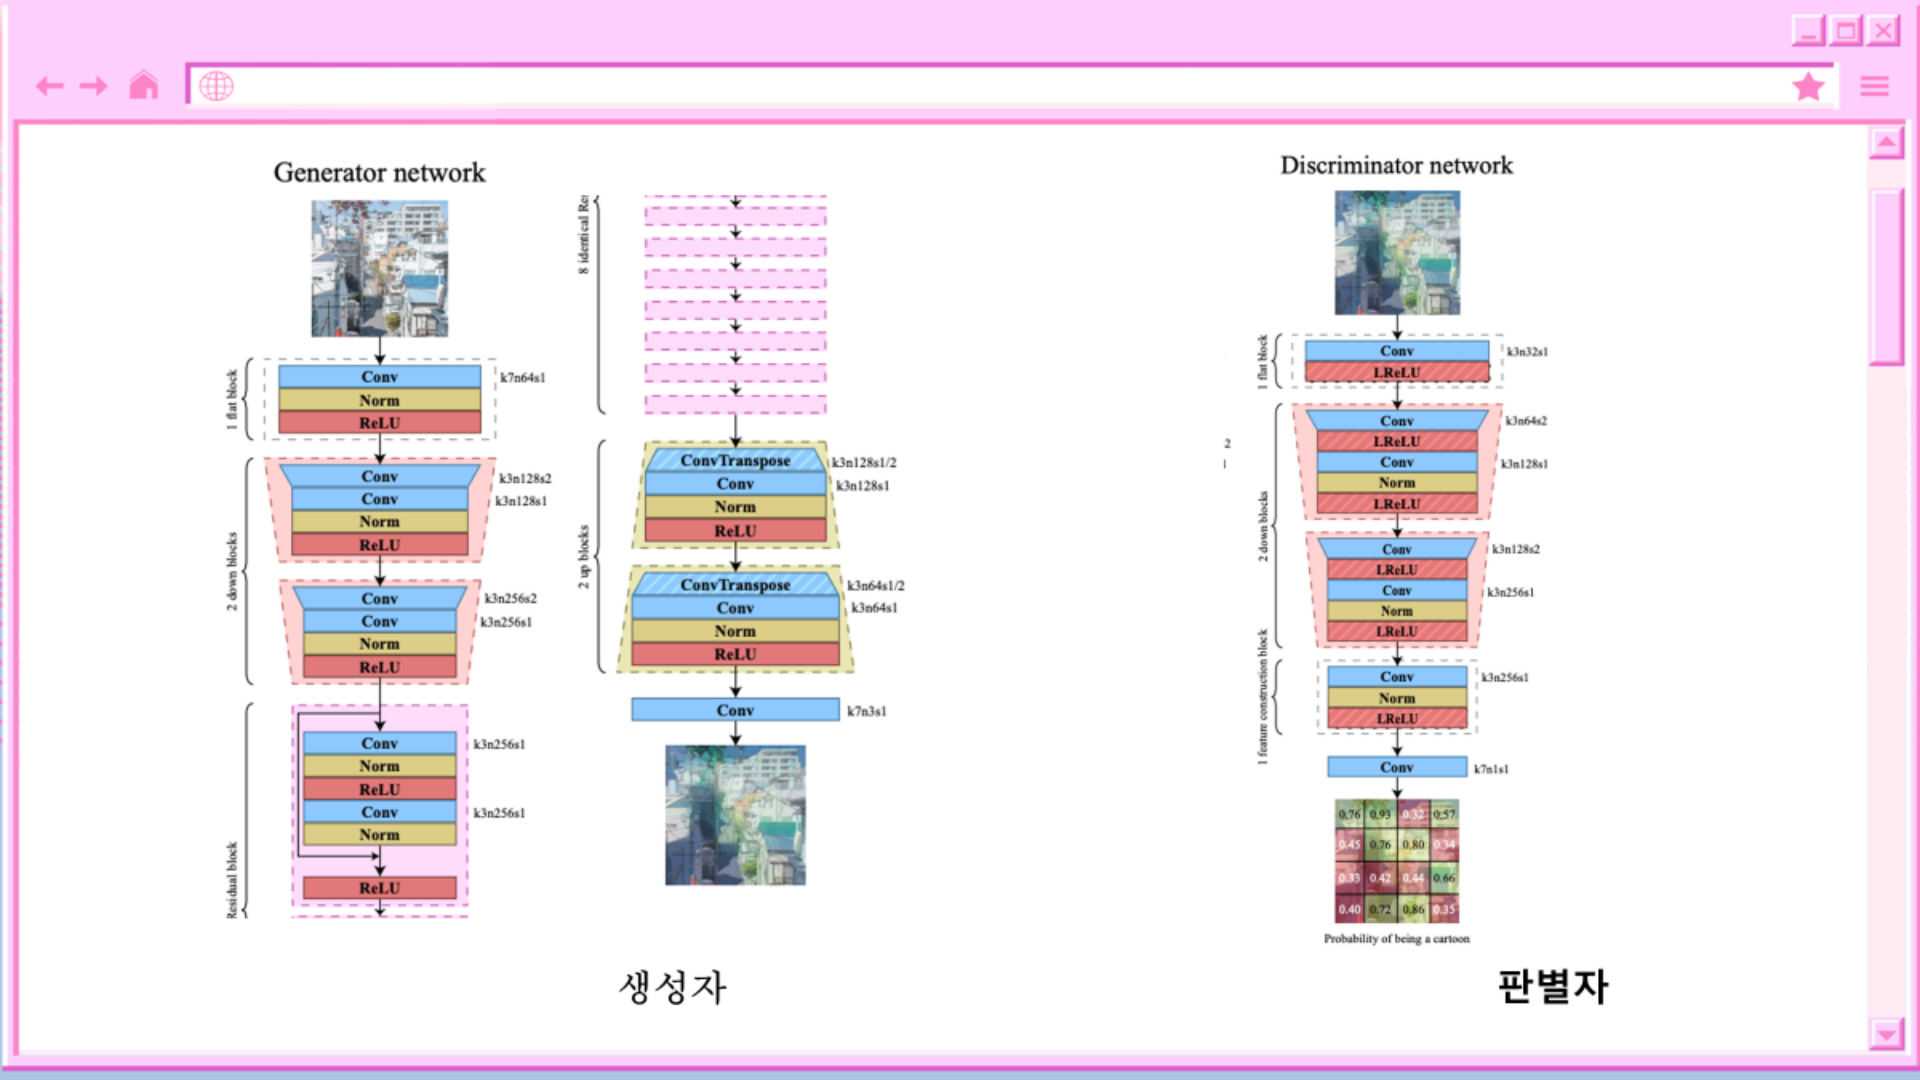 Generator network
1 flat block
Conv
Norm
ReLU
k7n64s1
2 down blocks
Conv
Conv
Norm
ReLU
k3n128s2
k3n128s1
Conv
Conv
Norm
ReLU
k3n256s2
k3n256s1
Residual block
Conv
Norm
ReLU
Conv
Norm
ReLU
k3n256s1
k3n256s1
8 identical Re
2 up blocks
ConvTranspose
Conv
Norm
ReLU
k3n128s1/2
k3n128s1
ConvTranspose
Conv
Norm
ReLU
k3n64s1/2
k3n64s1
Conv
k7n3s1
생성자
Discriminator network
1 flat block
Conv
LReLU
k3n32s1
2
2 down blocks
Conv
LReLU
Conv
Norm
LReLU
k3n64s2
k3n128s1
Conv
LReLU
Conv
Norm
LReLU
k3n128s2
k3n256s1
1 feature construction block
Conv
Norm
LReLU
k3n256s1
Conv
k7n1s1
0.76 0.93 0.32 0.57
0.45 0.76 0.80 0.34
0.33 0.42 0.44 0.66
0.40 0.72 0.86 0.35
Probability of being a cartoon
판별자